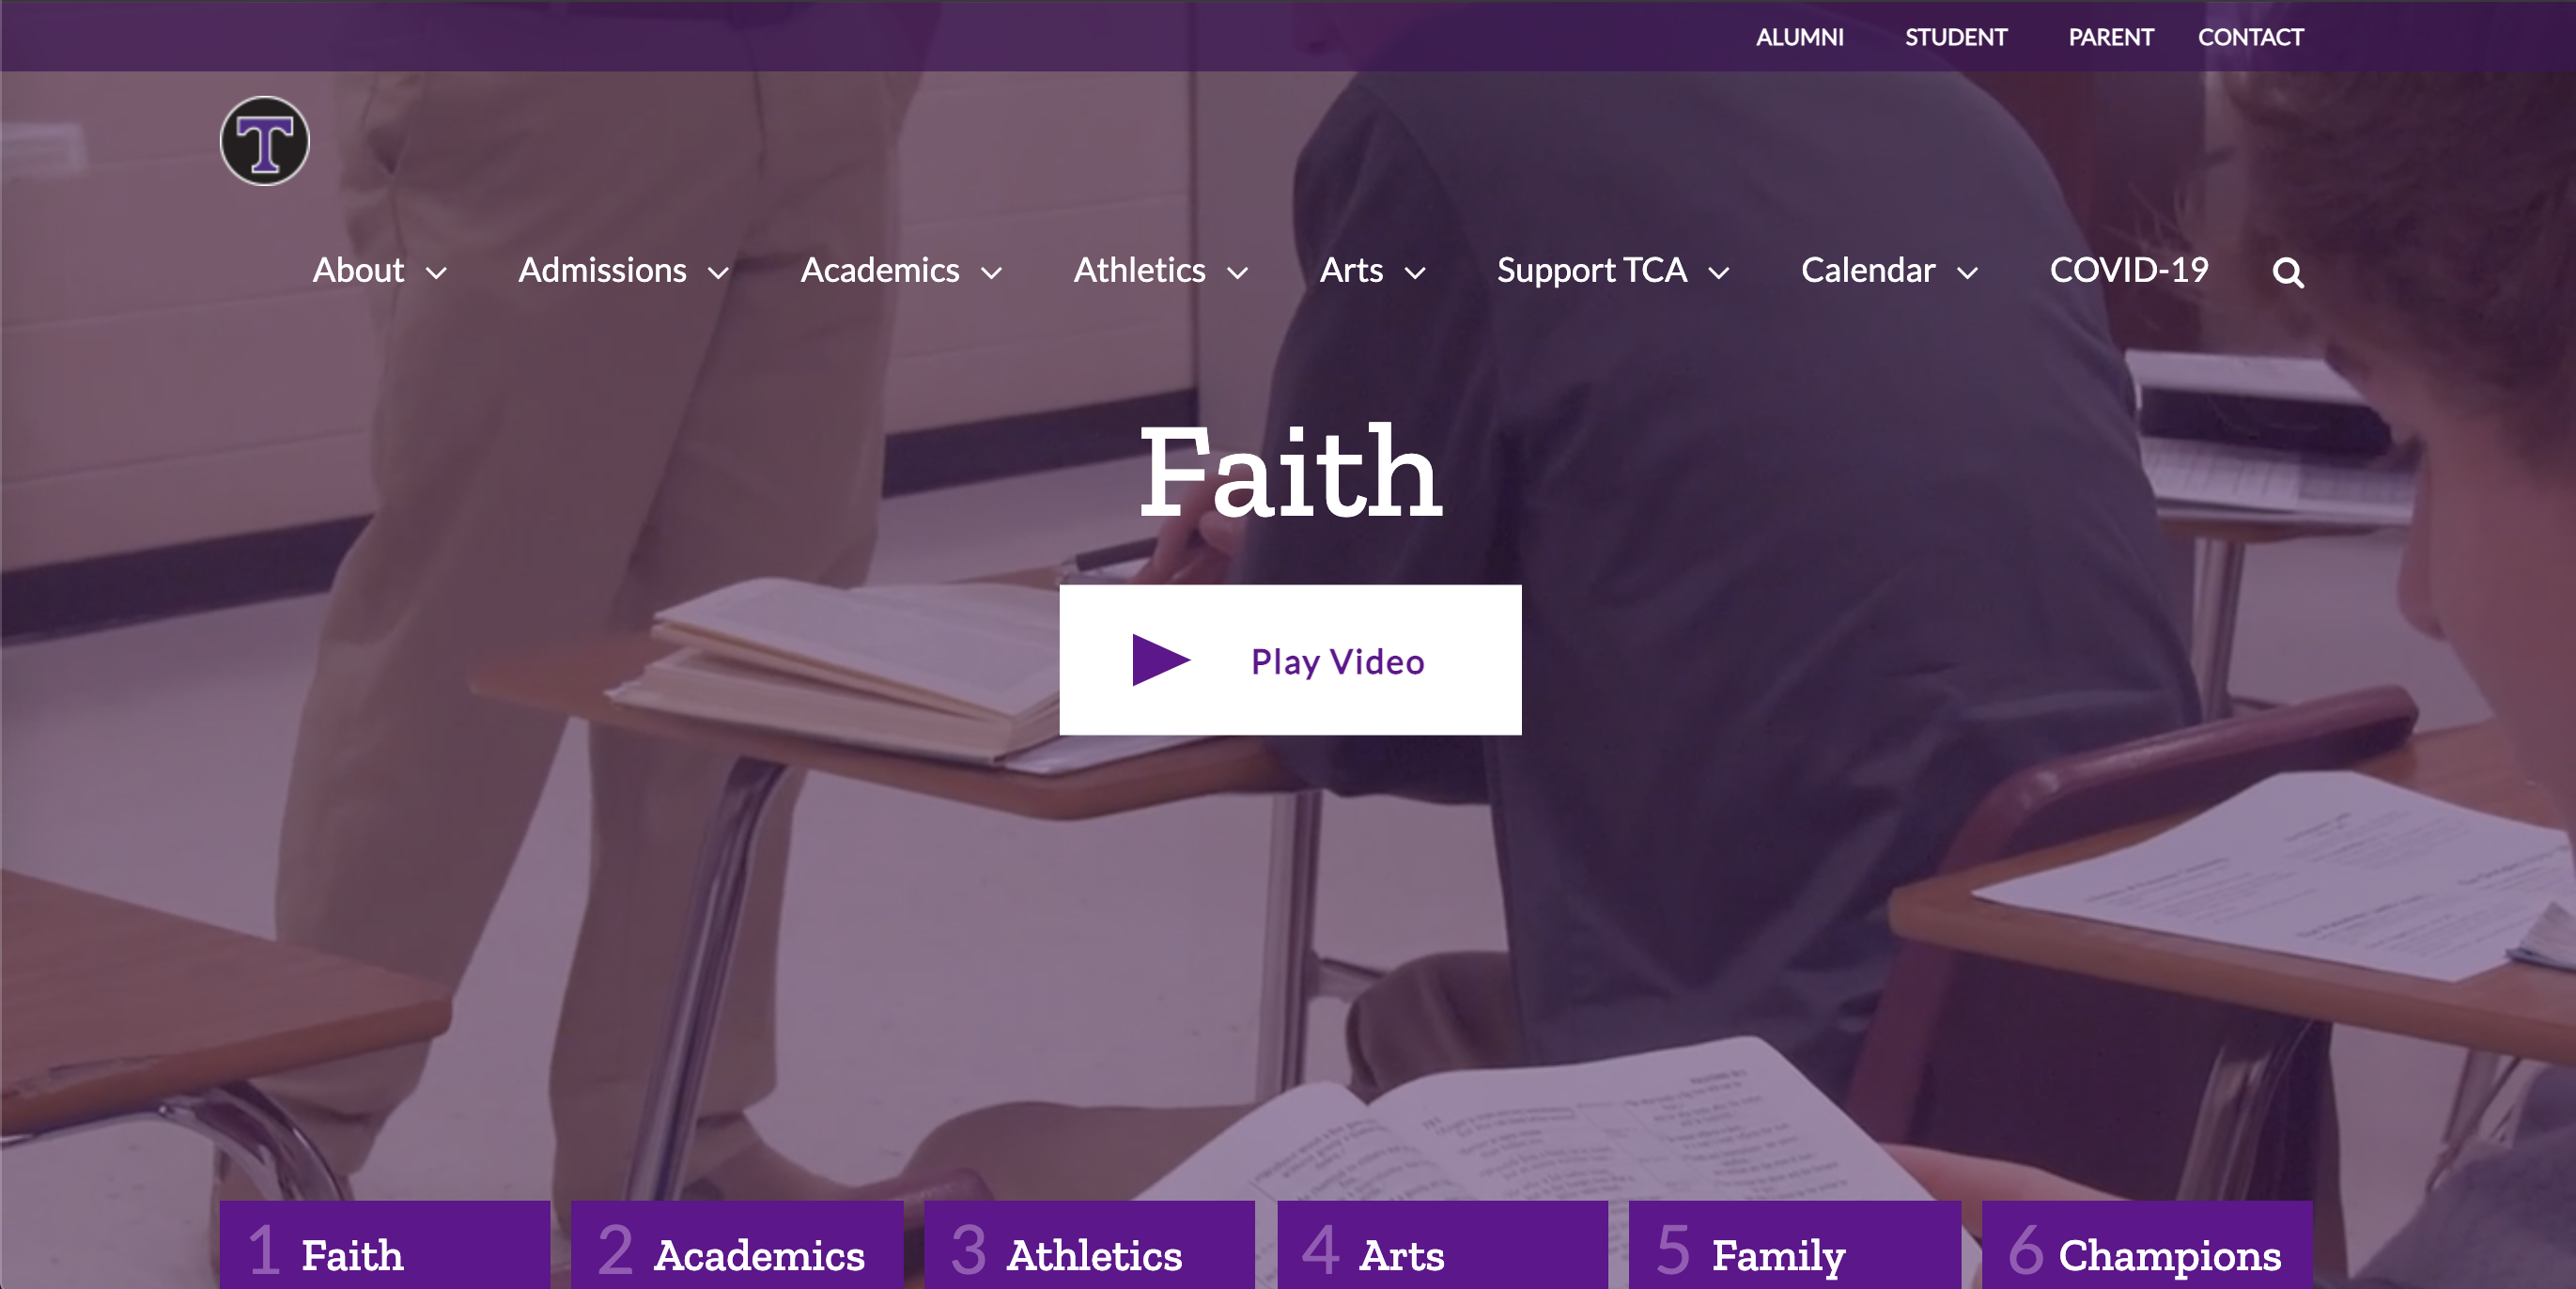 ALUMNI STUDENT PARENT CONTACT
T
About Admissions Academics Athletics Arts Support TCA Calendar COVID-19
Faith
Play Video
1 Faith 2 Academics 3 Athletics 4 Arts 5 Family 6 Champions